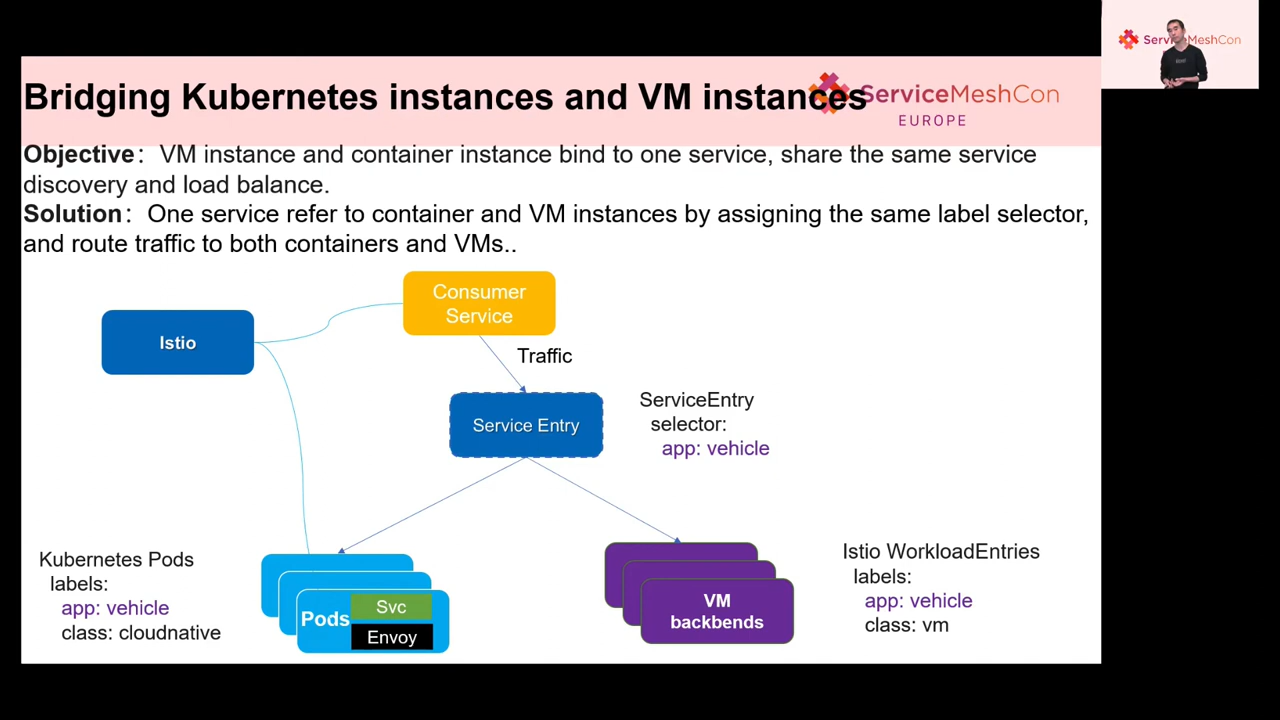 Bridging Kubernetes instances and VM instances
ServiceMeshCon
EUROPE
ServiceMeshCon
Objective： VM instance and container instance bind to one service, share the same service
discovery and load balance.
Solution： One service refer to container and VM instances by assigning the same label selector,
and route traffic to both containers and VMs..
Consumer
Service
Istio
Traffic
Service Entry
ServiceEntry
selector:
app: vehicle
Kubernetes Pods
labels:
app: vehicle
class: cloudnative
Pods
Svc
Envoy
VM
backbends
Istio WorkloadEntries
labels:
app: vehicle
class: vm